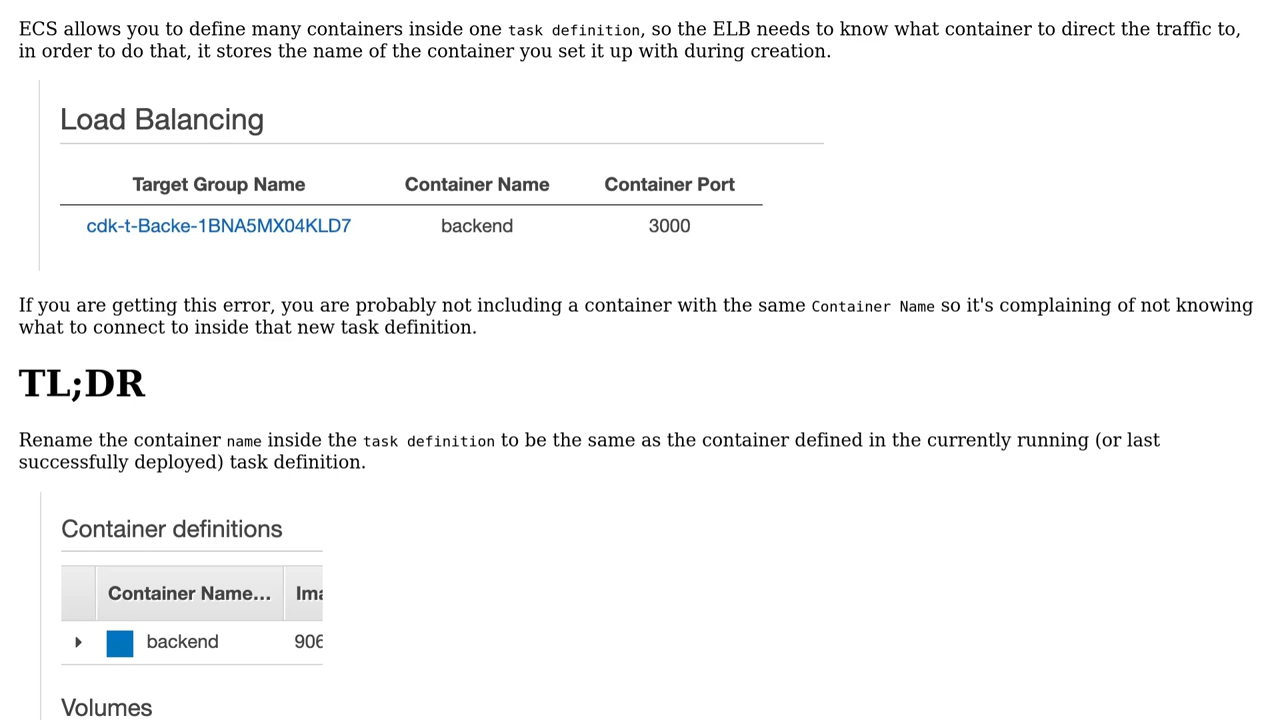 ECS allows you to define many containers inside one task definition, so the ELB needs to know what container to direct the traffic to,
in order to do that, it stores the name of the container you set it up with during creation.
Load Balancing
Target Group Name Container Name Container Port
cdk-t-Backe-1BNA5MX04KLD7 backend 3000
If you are getting this error, you are probably not including a container with the same Container Name so it's complaining of not knowing
what to connect to inside that new task definition.
TL;DR
Rename the container name inside the task definition to be the same as the container defined in the currently running (or last
successfully deployed) task definition.
Container definitions
Container Name...
backend
Volumes